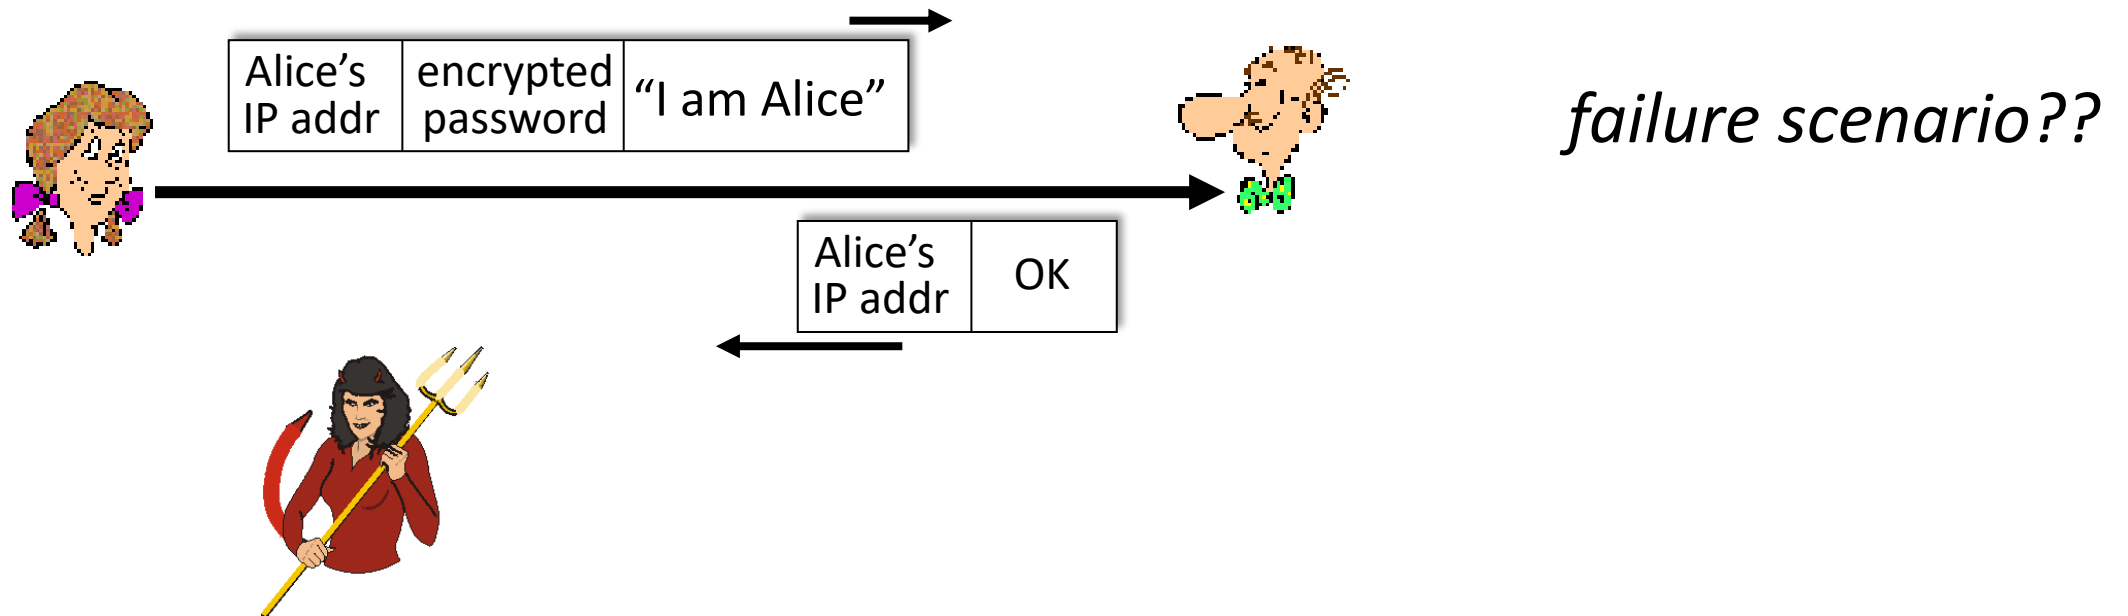 Alice’s
IP addr
encrypted
password
“I am Alice”
failure scenario??
Alice’s
IP addr
OK